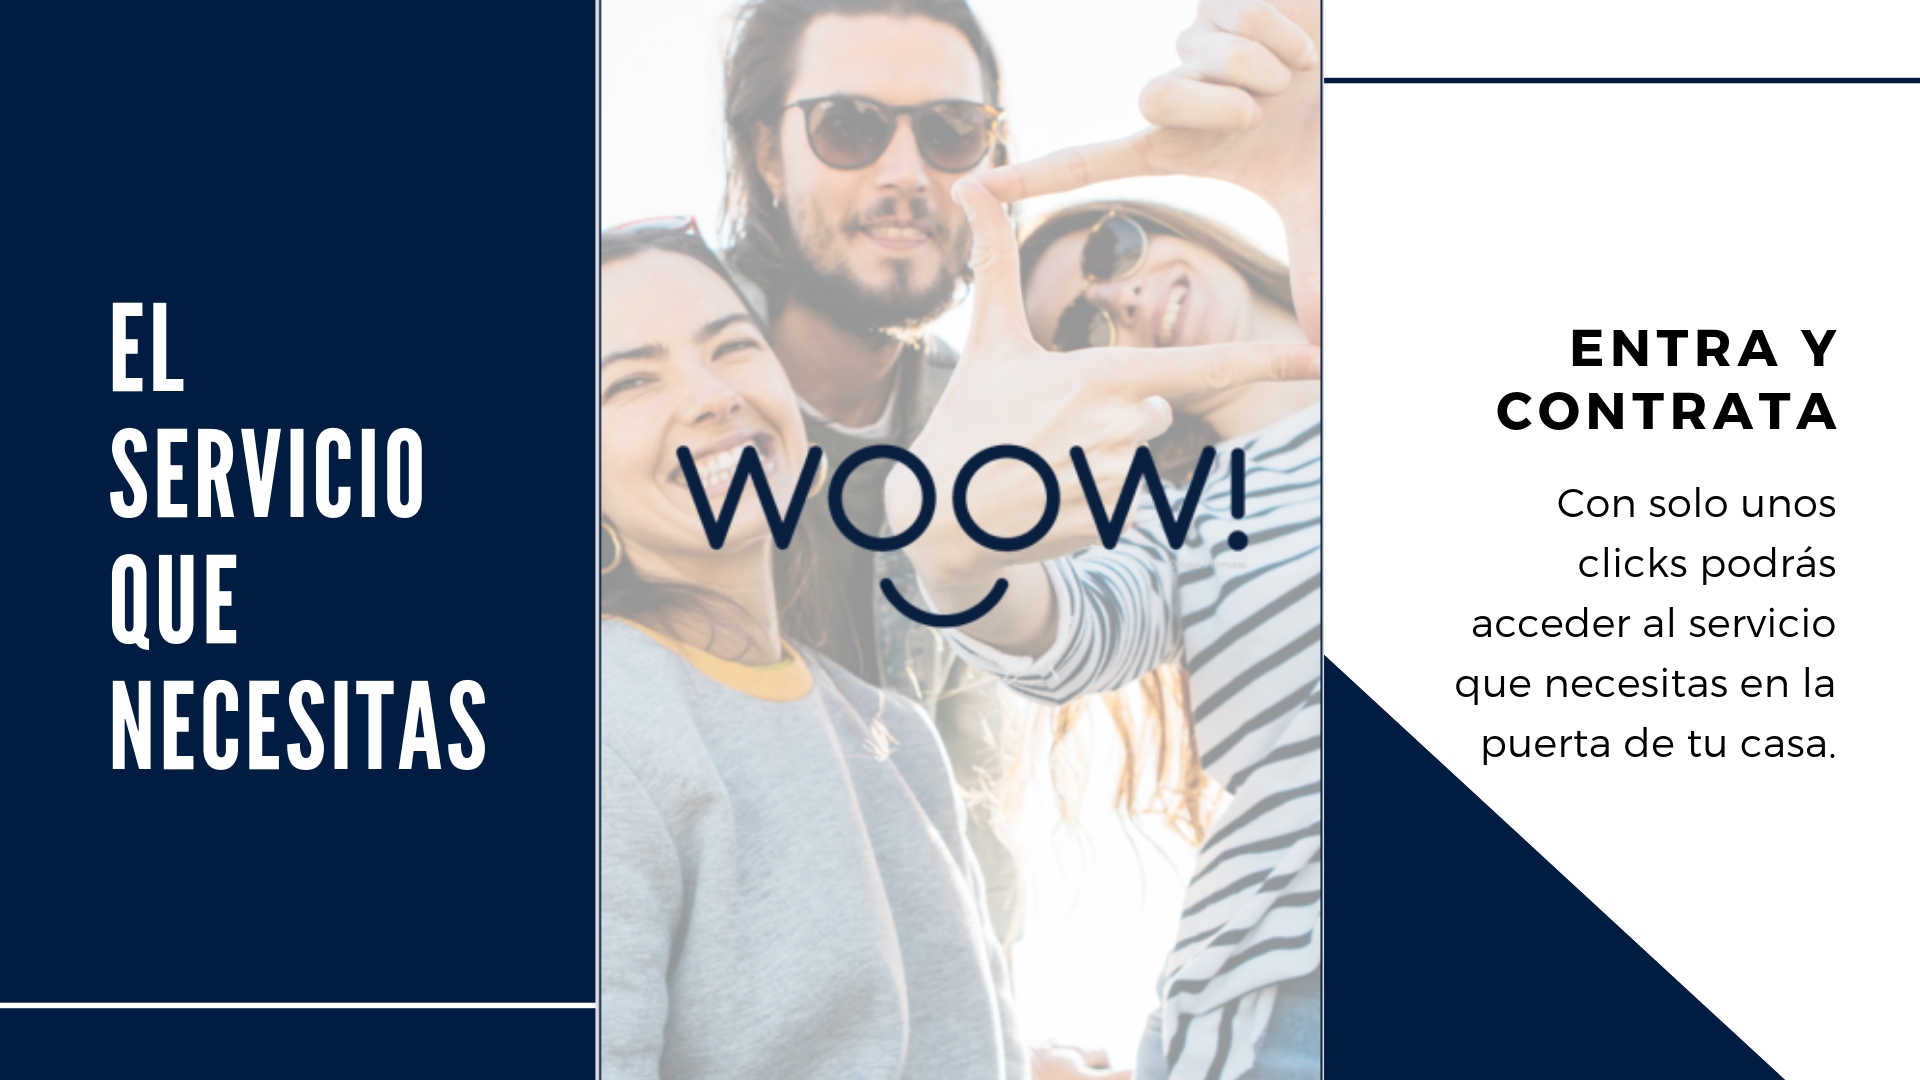 EL
SERVICIO
QUE
NECESITAS
WOOW!
ENTRA Y
CONTRATA
Con solo unos
clicks podrás
acceder al servicio
que necesitas en la
puerta de tu casa.